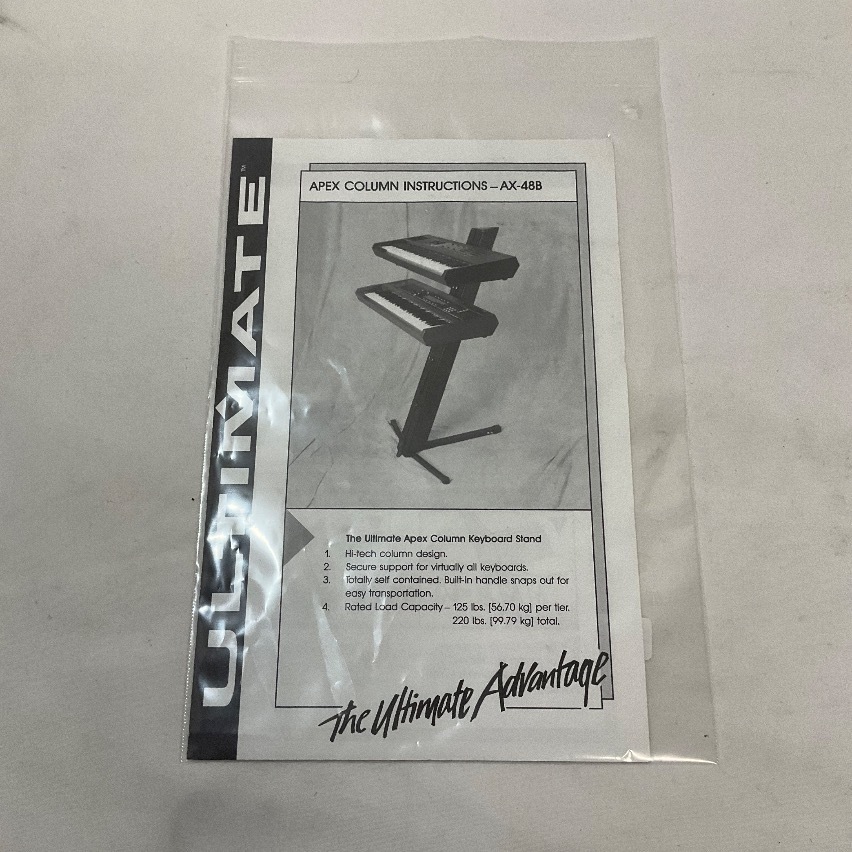 ULTIMATE™
APEX COLUMN INSTRUCTIONS – AX-48B
The Ultimate Apex Column Keyboard Stand
1. Hi-tech column design.
2. Secure support for virtually all keyboards.
3. Totally self contained. Built-in handle snaps out for
easy transportation.
4. Rated Load Capacity – 125 lbs. [56.70 kg] per tier.
220 lbs. [99.79 kg] total.
The Ultimate Advantage